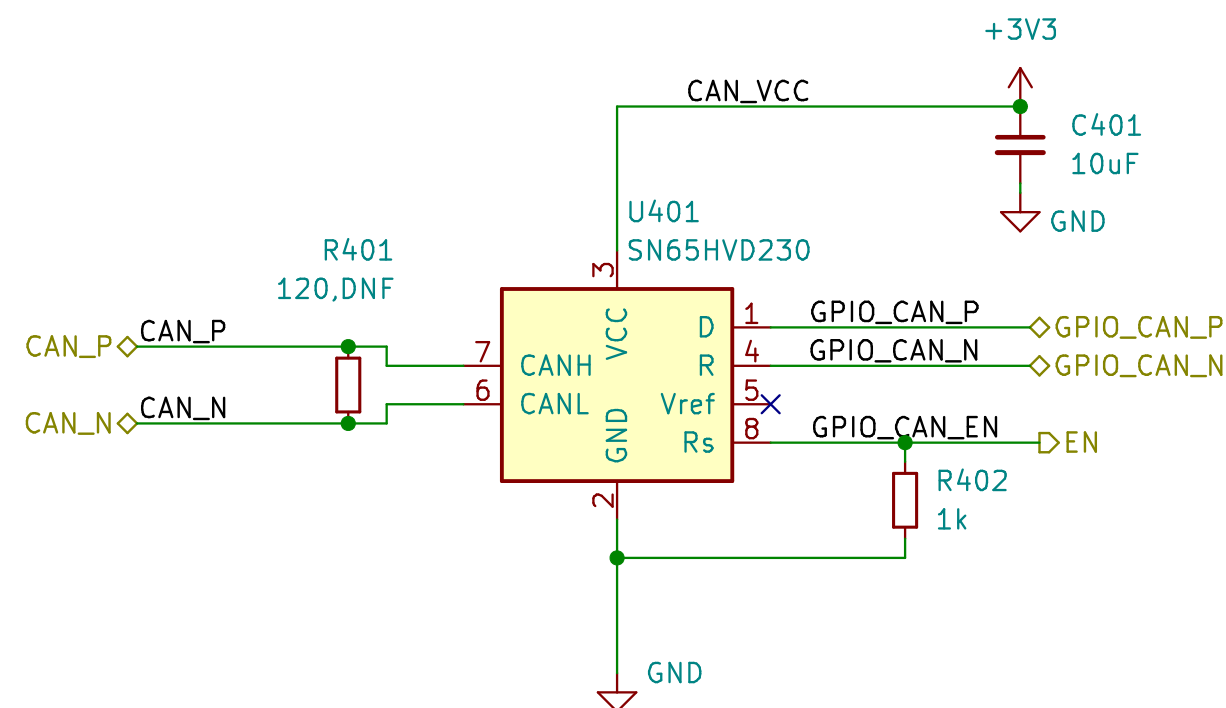 +3V3
CAN_VCC
C401
10uF
GND
U401
SN65HVD230
R401
120,DNF
3
VCC
CAN_P
CAN_P
7
CANH
D
1
GPIO_CAN_P
GPIO_CAN_P
R
4
GPIO_CAN_N
GPIO_CAN_N
CAN_N
CAN_N
6
CANL
Vref
5
GND
Rs
8
GPIO_CAN_EN
EN
2
R402
1k
GND